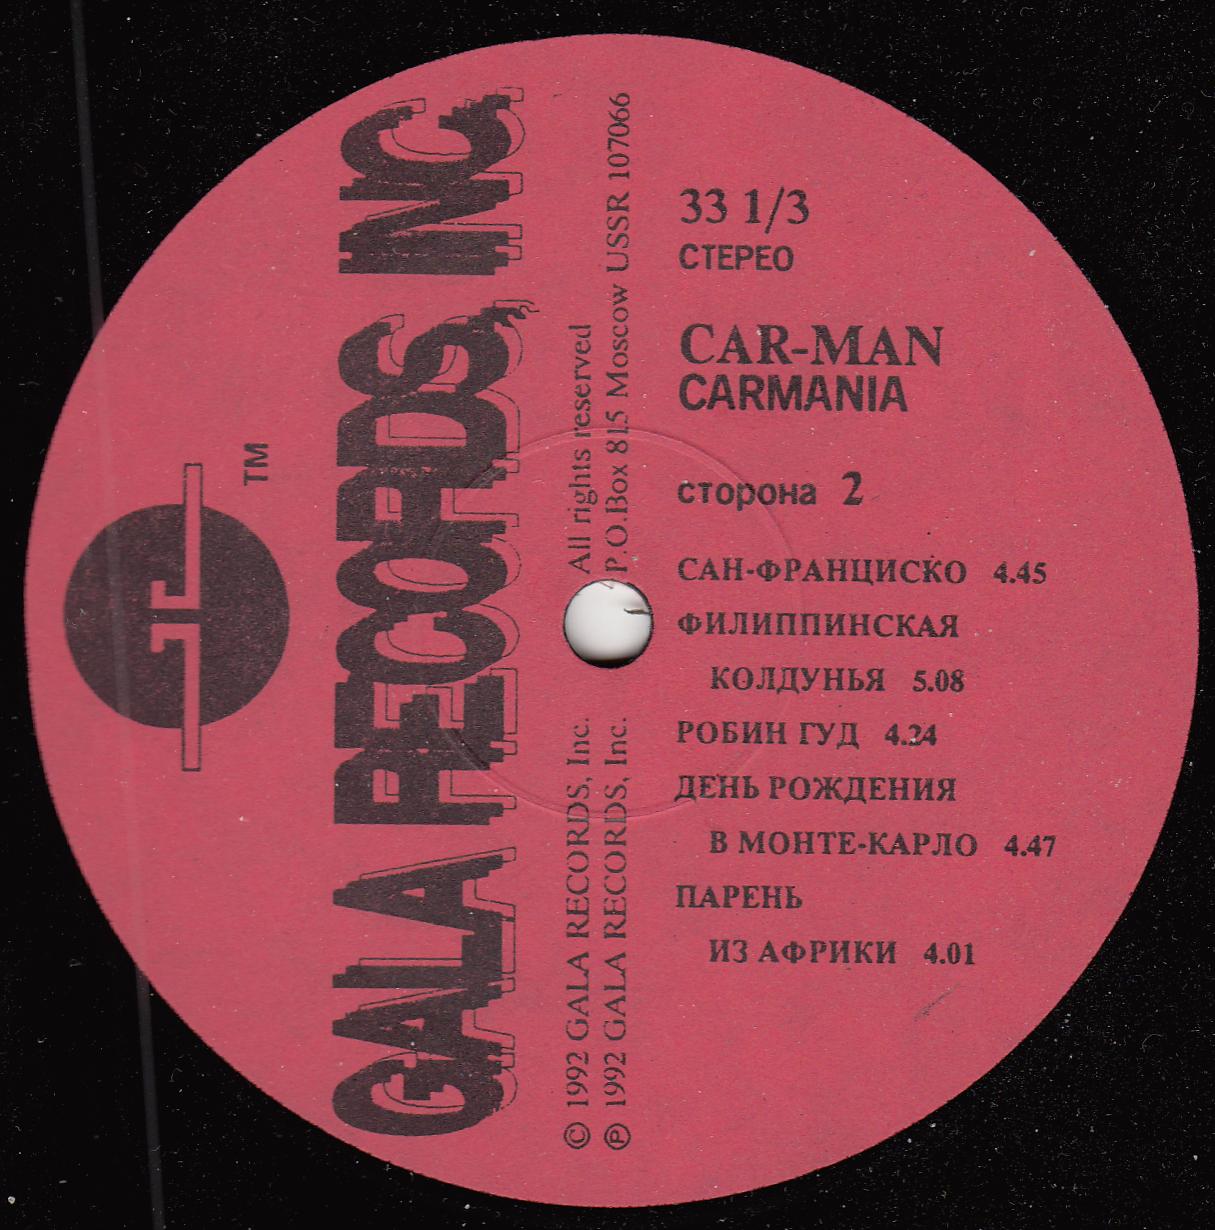 TM
GALA RECORDS, INC.
© 1992 GALA RECORDS, Inc. All rights reserved
℗ 1992 GALA RECORDS, Inc. P.O.Box 815 Moscow USSR 107066
33 1/3
СТЕРЕО
CAR-MAN
CARMANIA
сторона 2
САН-ФРАНЦИСКО 4.45
ФИЛИППИНСКАЯ
КОЛДУНЬЯ 5.08
РОБИН ГУД 4.24
ДЕНЬ РОЖДЕНИЯ
В МОНТЕ-КАРЛО 4.47
ПАРЕНЬ
ИЗ АФРИКИ 4.01